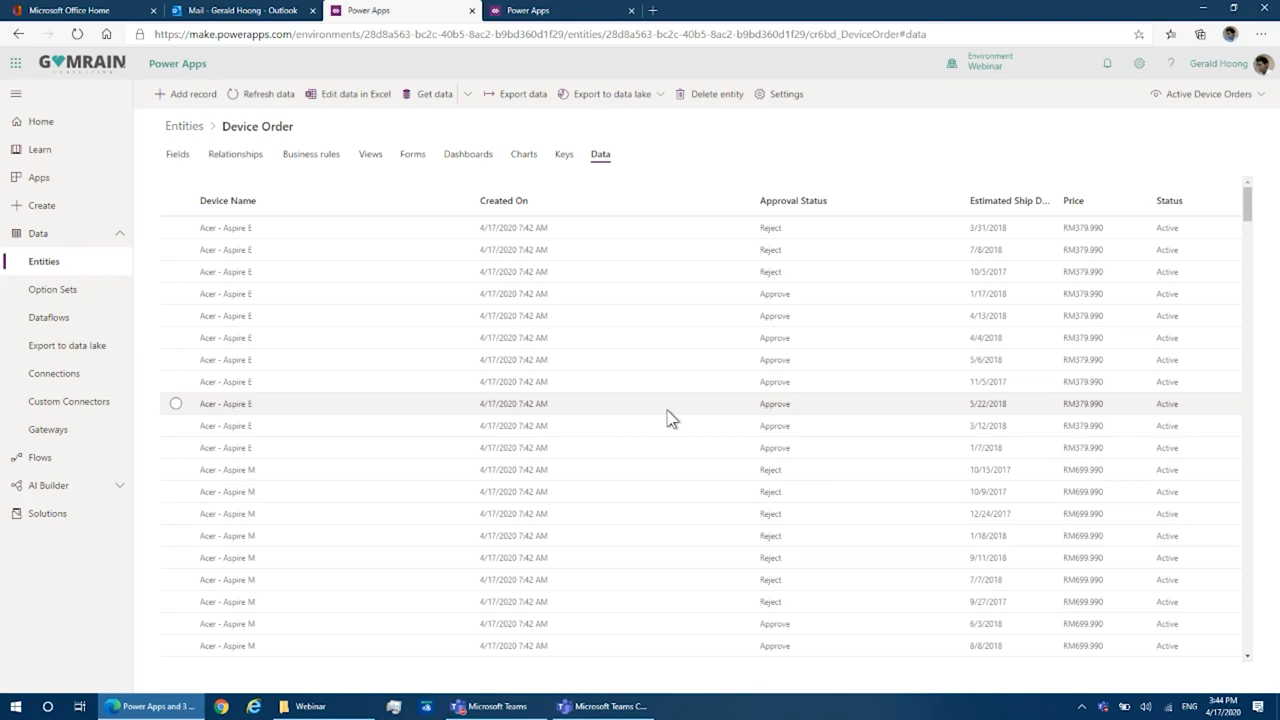 Microsoft Office Home
Mail - Gerald Hoong - Outlook
Power Apps
Power Apps
https://make.powerapps.com/environments/28d8a563-bc2c-40b5-8ac2-b9bd360d1f29/entities/28d8a563-bc2c-40b5-8ac2-b9bd360d1f29/cr6bd_DeviceOrder#data
Power Apps
Environment
Webinar
Gerald Hoong
Add record
Refresh data
Edit data in Excel
Get data
Export data
Export to data lake
Delete entity
Settings
Active Device Orders
Home
Learn
Apps
Create
Data
Entities
Option Sets
Dataflows
Export to data lake
Connections
Custom Connectors
Gateways
Flows
AI Builder
Solutions
Entities > Device Order
Fields Relationships Business rules Views Forms Dashboards Charts Keys Data
Device Name Created On Approval Status Estimated Ship D... Price Status
Acer - Aspire E 4/17/2020 7:42 AM Reject 3/31/2018 RM379.990 Active
Acer - Aspire E 4/17/2020 7:42 AM Reject 7/8/2018 RM379.990 Active
Acer - Aspire E 4/17/2020 7:42 AM Reject 10/5/2017 RM379.990 Active
Acer - Aspire E 4/17/2020 7:42 AM Approve 1/17/2018 RM379.990 Active
Acer - Aspire E 4/17/2020 7:42 AM Approve 4/13/2018 RM379.990 Active
Acer - Aspire E 4/17/2020 7:42 AM Approve 4/4/2018 RM379.990 Active
Acer - Aspire E 4/17/2020 7:42 AM Approve 5/6/2018 RM379.990 Active
Acer - Aspire E 4/17/2020 7:42 AM Approve 11/5/2017 RM379.990 Active
Acer - Aspire E 4/17/2020 7:42 AM Approve 5/22/2018 RM379.990 Active
Acer - Aspire E 4/17/2020 7:42 AM Approve 3/12/2018 RM379.990 Active
Acer - Aspire E 4/17/2020 7:42 AM Approve 1/7/2018 RM379.990 Active
Acer - Aspire M 4/17/2020 7:42 AM Reject 10/15/2017 RM699.990 Active
Acer - Aspire M 4/17/2020 7:42 AM Reject 10/9/2017 RM699.990 Active
Acer - Aspire M 4/17/2020 7:42 AM Reject 12/24/2017 RM699.990 Active
Acer - Aspire M 4/17/2020 7:42 AM Reject 1/18/2018 RM699.990 Active
Acer - Aspire M 4/17/2020 7:42 AM Reject 9/11/2018 RM699.990 Active
Acer - Aspire M 4/17/2020 7:42 AM Reject 7/7/2018 RM699.990 Active
Acer - Aspire M 4/17/2020 7:42 AM Reject 9/27/2017 RM699.990 Active
Acer - Aspire M 4/17/2020 7:42 AM Approve 6/3/2018 RM699.990 Active
Acer - Aspire M 4/17/2020 7:42 AM Approve 8/8/2018 RM699.990 Active
Power Apps and 3 ...
Webinar
Microsoft Teams
Microsoft Teams C...
ENG
3:44 PM
4/17/2020